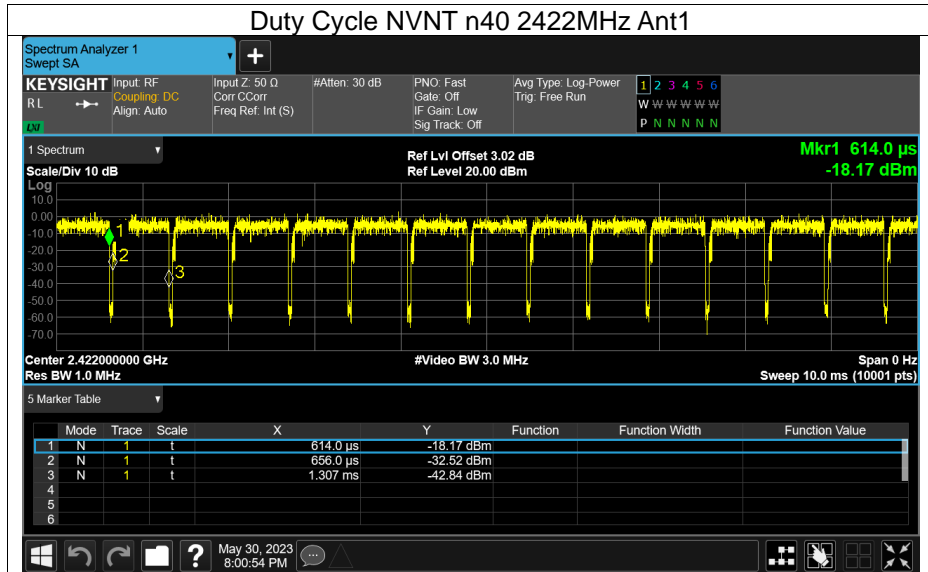 Duty Cycle NVNT n40 2422MHz Ant1
Spectrum Analyzer 1
Swept SA
+
KEYSIGHT Input: RF Input Z: 50 Ω #Atten: 30 dB PNO: Fast Avg Type: Log-Power 1 2 3 4 5 6
RL Coupling: DC Corr CCorr Gate: Off Trig: Free Run W W W W W W
Align: Auto Freq Ref: Int (S) IF Gain: Low
LXI Sig Track: Off P N N N N N
1 Spectrum
Ref Lvl Offset 3.02 dB Mkr1 614.0 µs
Scale/Div 10 dB Ref Level 20.00 dBm -18.17 dBm
Log
10.0
0.00
-10.0
-20.0
-30.0
-40.0
-50.0
-60.0
-70.0
1
2
3
Center 2.422000000 GHz #Video BW 3.0 MHz Span 0 Hz
Res BW 1.0 MHz Sweep 10.0 ms (10001 pts)
5 Marker Table
Mode Trace Scale X Y Function Function Width Function Value
1 N 1 t 614.0 µs -18.17 dBm
2 N 1 t 656.0 µs -32.52 dBm
3 N 1 t 1.307 ms -42.84 dBm
4
5
6
? May 30, 2023
8:00:54 PM